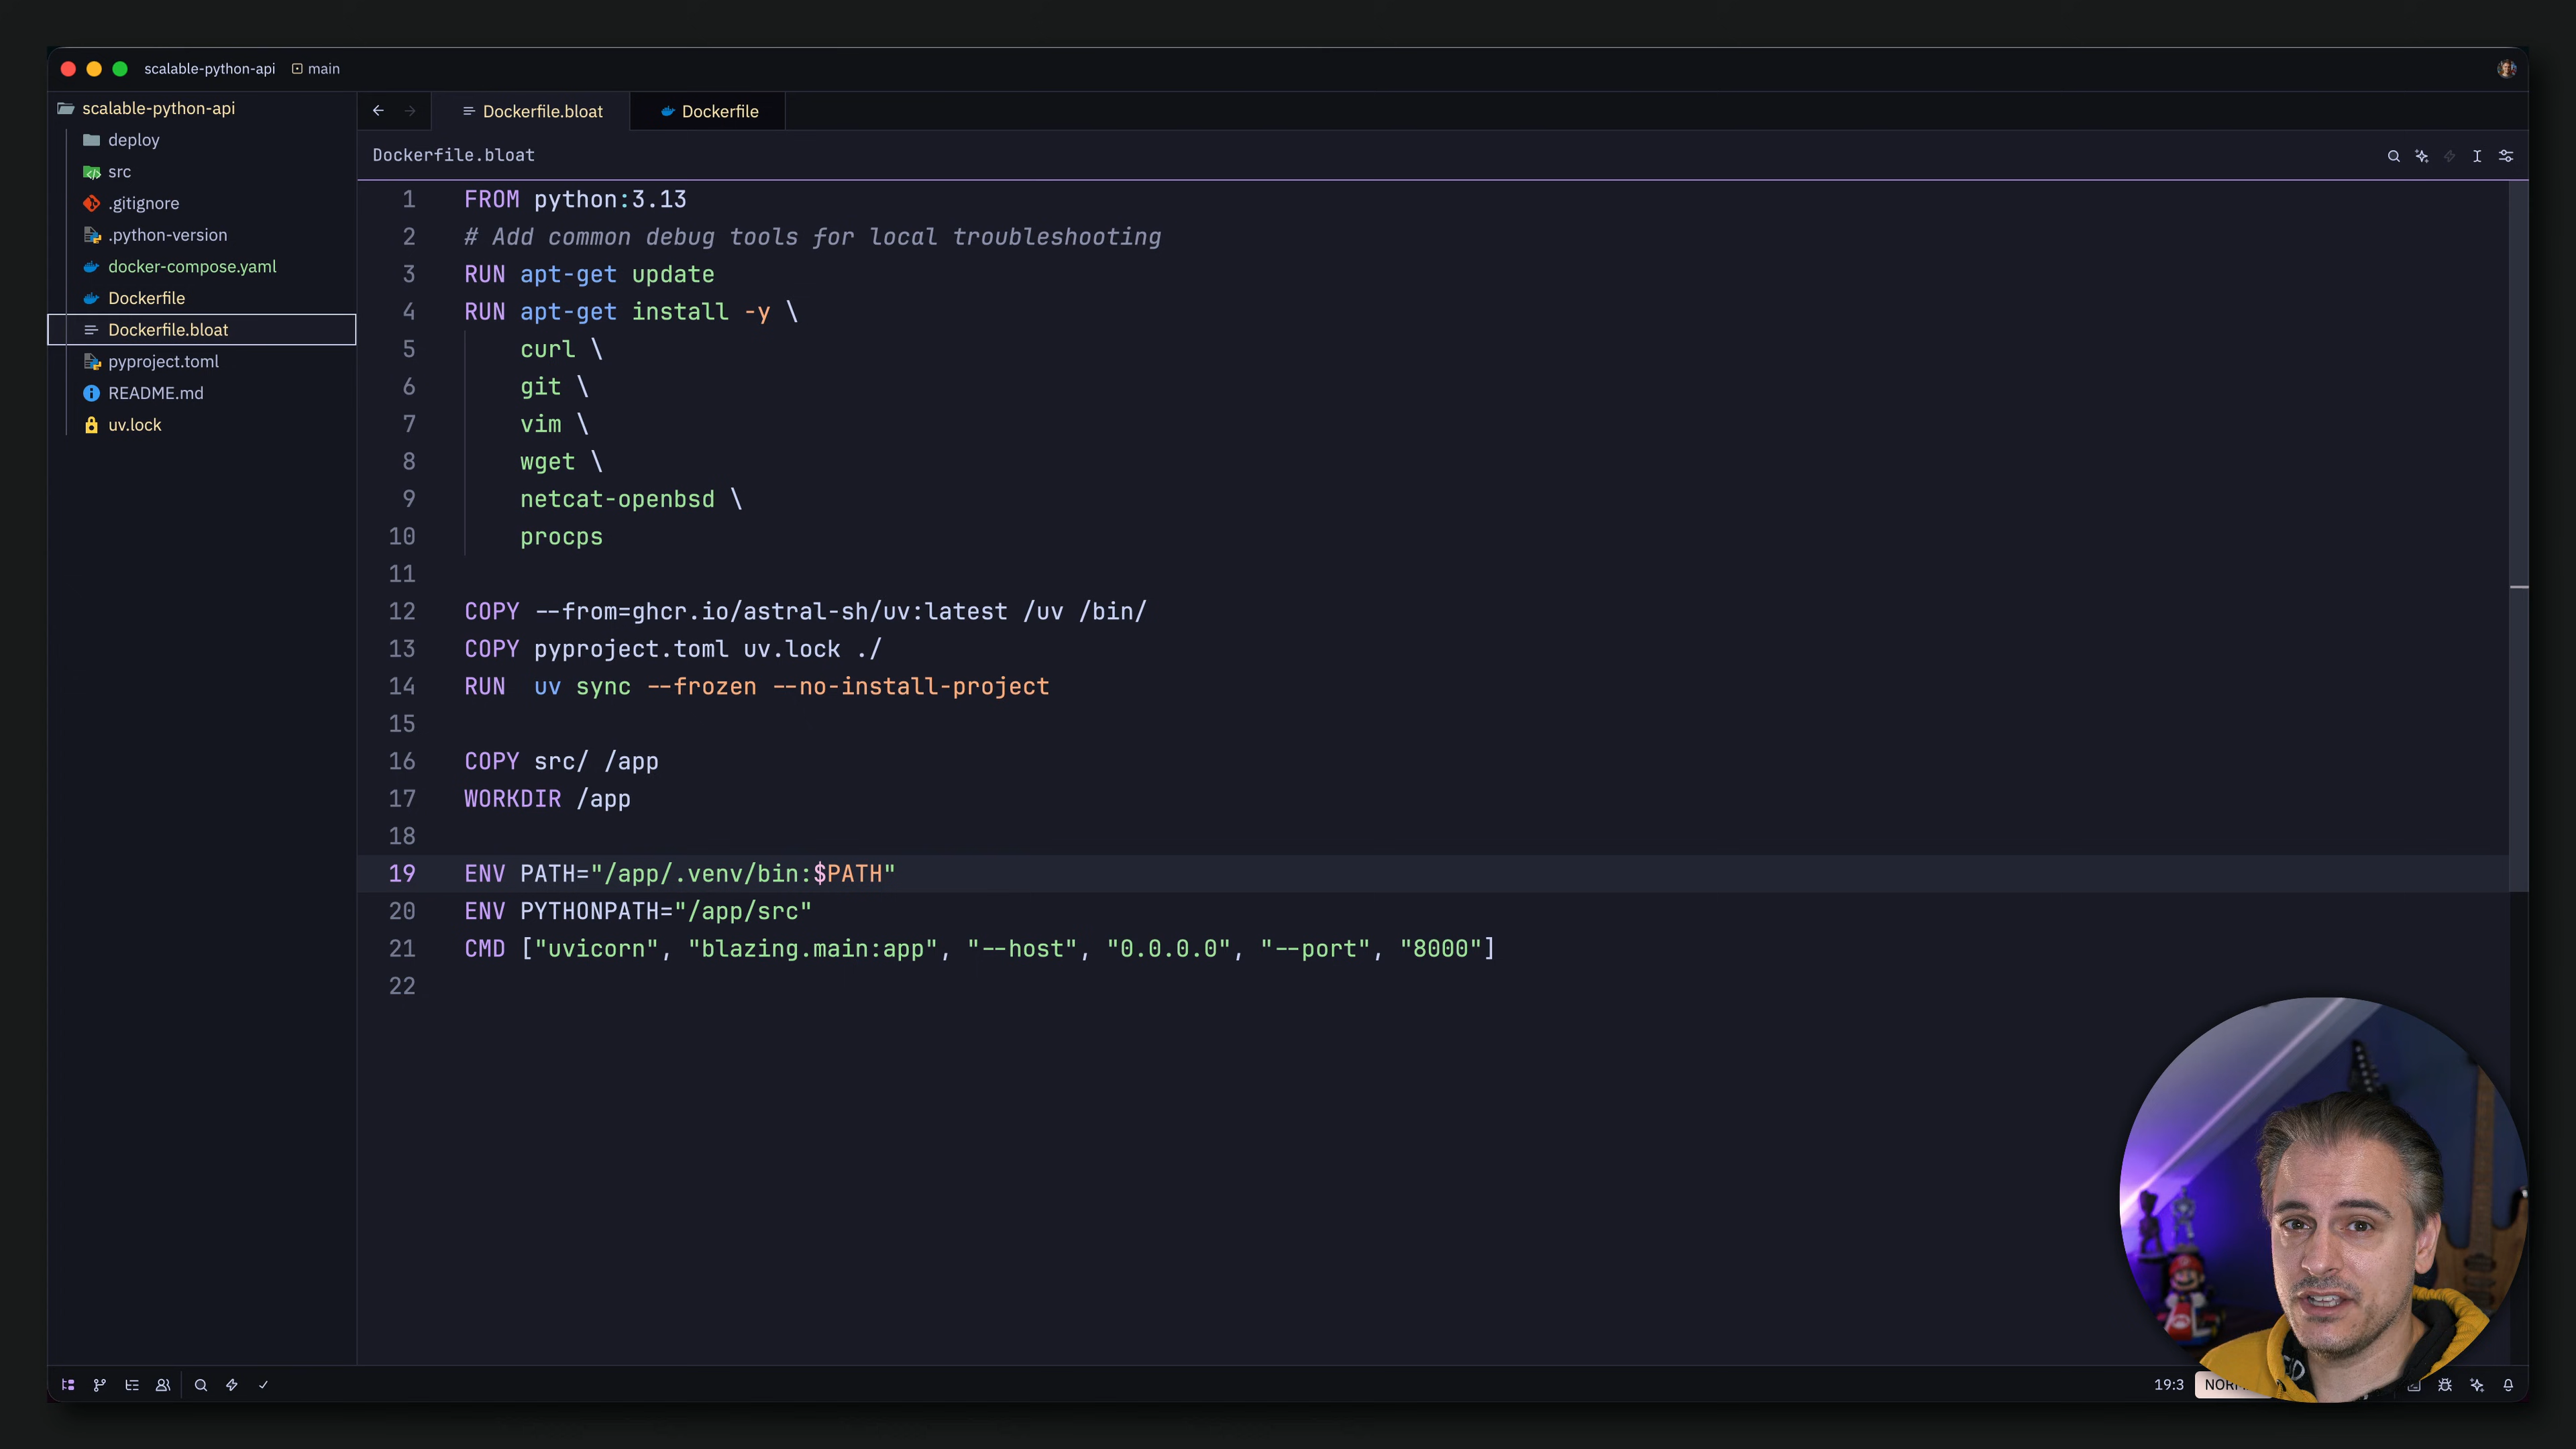 scalable-python-api main
scalable-python-api
deploy
src
.gitignore
.python-version
docker-compose.yaml
Dockerfile
Dockerfile.bloat
pyproject.toml
README.md
uv.lock
Dockerfile.bloat Dockerfile
Dockerfile.bloat
1 FROM python:3.13
2 # Add common debug tools for local troubleshooting
3 RUN apt-get update
4 RUN apt-get install -y \
5 curl \
6 git \
7 vim \
8 wget \
9 netcat-openbsd \
10 procps
11
12 COPY --from=ghcr.io/astral-sh/uv:latest /uv /bin/
13 COPY pyproject.toml uv.lock ./
14 RUN  uv sync --frozen --no-install-project
15
16 COPY src/ /app
17 WORKDIR /app
18
19 ENV PATH="/app/.venv/bin:$PATH"
20 ENV PYTHONPATH="/app/src"
21 CMD ["uvicorn", "blazing.main:app", "--host", "0.0.0.0", "--port", "8000"]
22
19:3